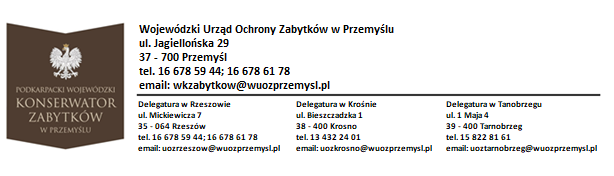 PODKARPACKI WOJEWÓDZKI
KONSERWATOR
ZABYTKÓW
W PRZEMYŚLU
Wojewódzki Urząd Ochrony Zabytków w Przemyślu
ul. Jagiellońska 29
37 - 700 Przemyśl
tel. 16 678 59 44; 16 678 61 78
email: wkzabytkow@wuozprzemysl.pl
Delegatura w Rzeszowie
ul. Mickiewicza 7
35 - 064 Rzeszów
tel. 16 678 59 44; 16 678 61 78
email: uozrzeszow@wuozprzemysl.pl
Delegatura w Krośnie
ul. Bieszczadzka 1
38 - 400 Krosno
tel. 13 432 24 01
email: uozkrosno@wuozprzemysl.pl
Delegatura w Tanobrzegu
ul. 1 Maja 4
39 - 400 Tarnobrzeg
tel. 15 822 81 61
email: uoztarnobrzeg@wuozprzemysl.pl